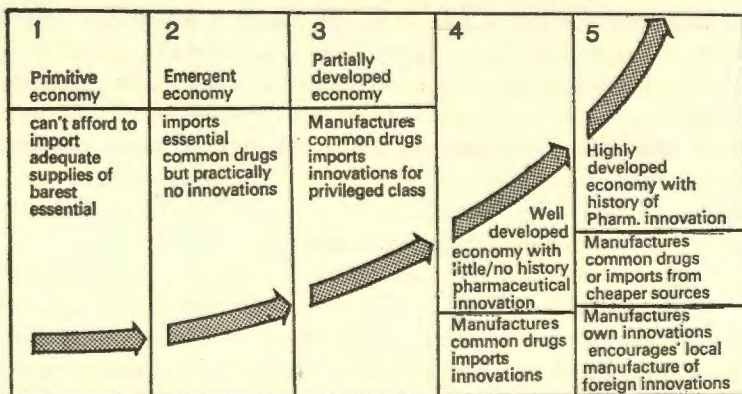 1
Primitive
economy
can't afford to
import
adequate
supplies of
barest
essential
2
Emergent
economy
imports
essential
common drugs
but practically
no innovations
3
Partially
developed
economy
Manufactures
common drugs
imports
innovations for
privileged class
4
Well
developed
economy with
little/no history
pharmaceutical
innovation
Manufactures
common drugs
imports
innovations
5
Highly
developed
economy with
history of
Pharm. innovation
Manufactures
common drugs
or imports from
cheaper sources
Manufactures
own innovations
encourages' local
manufacture of
foreign innovations